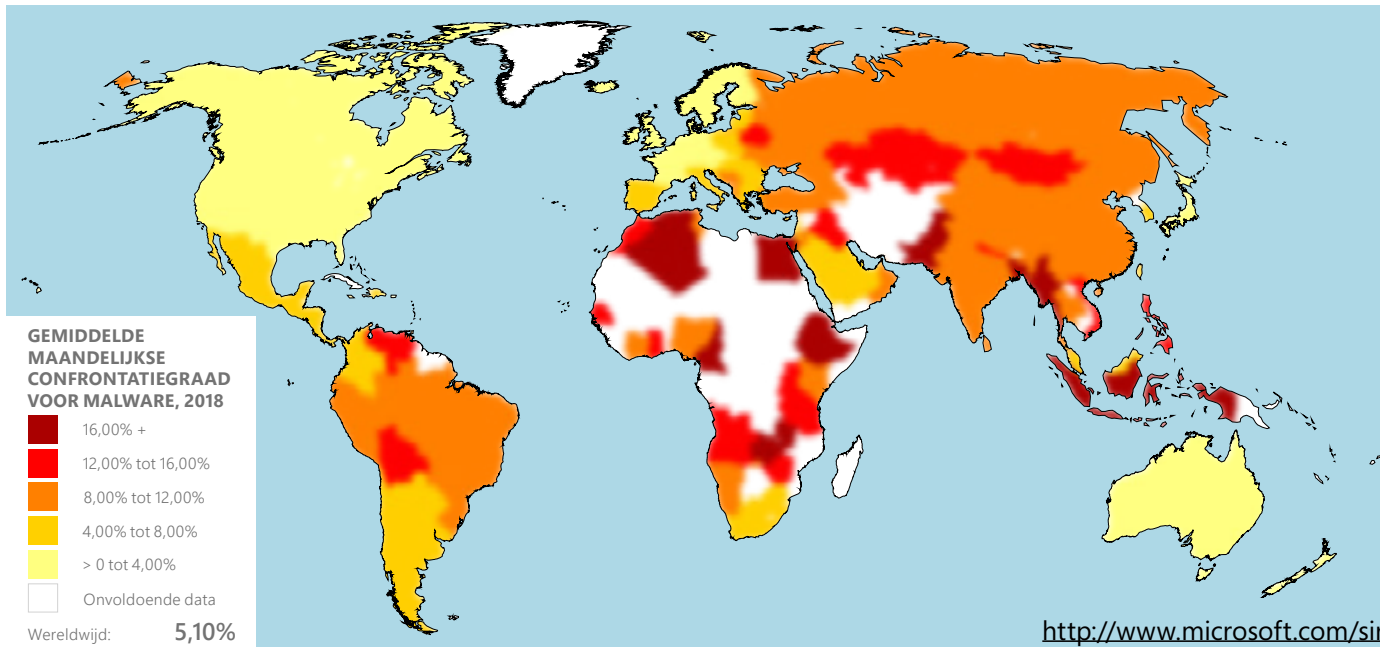 GEMIDDELDE
MAANDELIJKSE
CONFRONTATIEGRAAD
VOOR MALWARE, 2018
16,00% +
12,00% tot 16,00%
8,00% tot 12,00%
4,00% tot 8,00%
> 0 tot 4,00%
Onvoldoende data
Wereldwijd: 5,10%
http://www.microsoft.com/sir